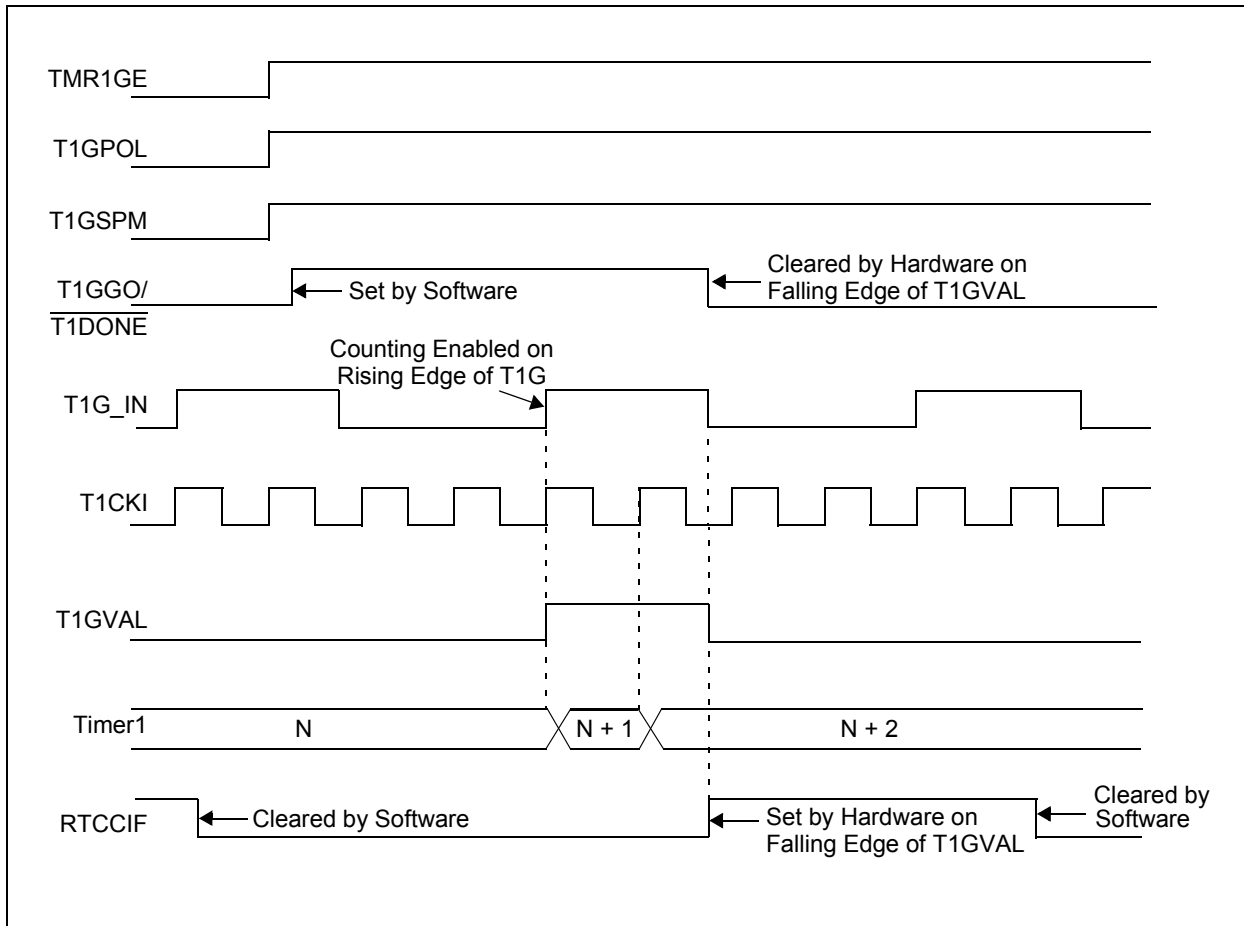 TMR1GE
T1GPOL
T1GSPM
T1GGO/
T1DONE
Set by Software
Cleared by Hardware on
Falling Edge of T1GVAL
Counting Enabled on
Rising Edge of T1G
T1G_IN
T1CKI
T1GVAL
Timer1
N
N + 1
N + 2
RTCCIF
Cleared by Software
Set by Hardware on
Falling Edge of T1GVAL
Cleared by
Software